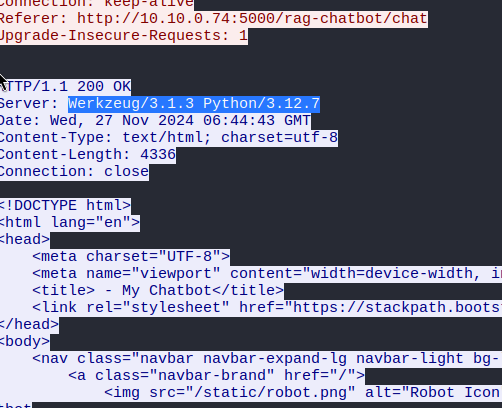 Connection: keep-alive
Referer: http://10.10.0.74:5000/rag-chatbot/chat
Upgrade-Insecure-Requests: 1
HTTP/1.1 200 OK
Server: Werkzeug/3.1.3 Python/3.12.7
Date: Wed, 27 Nov 2024 06:44:43 GMT
Content-Type: text/html; charset=utf-8
Content-Length: 4336
Connection: close
<!DOCTYPE html>
<html lang="en">
<head>
<meta charset="UTF-8">
<meta name="viewport" content="width=device-width, in
<title> - My Chatbot</title>
<link rel="stylesheet" href="https://stackpath.boots
</head>
<body>
<nav class="navbar navbar-expand-lg navbar-light bg-
<a class="navbar-brand" href="/">
<img src="/static/robot.png" alt="Robot Icon